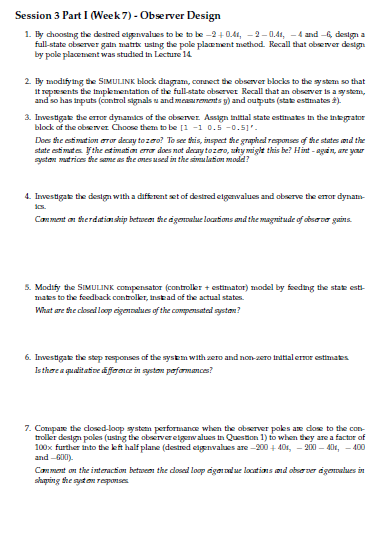 Session 3 Part I (Week 7) - Observer Design
1. By choosing the desired eigenvalues to be to be −2 + 0.4i, − 2 − 0.4i, − 4 and −6, design a
full-state observer gain matrix using the pole placement method. Recall that observer design
by pole placement was studied in Lecture 14.
2. By modifying the SIMULINK block diagram, connect the observer blocks to the system so that
it represents the implementation of the full-state observer. Recall that an observer is a system,
and so has inputs (control signals u and measurements y) and outputs (state estimates x̂).
3. Investigate the error dynamics of the observer. Assign initial state estimates in the integrator
block of the observer. Choose them to be [1 -1 0.5 -0.5]'.
Does the estimation error decay to zero? To see this, inspect the graphed responses of the states and the
state estimates. If the estimation error does not decay to zero, why might this be? Hint - again, are your
system matrices the same as the ones used in the simulation model?
4. Investigate the design with a different set of desired eigenvalues and observe the error dynam-
ics.
Comment on the relationship between the eigenvalue locations and the magnitude of observer gains.
5. Modify the SIMULINK compensator (controller + estimator) model by feeding the state esti-
mates to the feedback controller, instead of the actual states.
What are the closed loop eigenvalues of the compensated system?
6. Investigate the step responses of the system with zero and non-zero initial error estimates.
Is there a qualitative difference in system performances?
7. Compare the closed-loop system performance when the observer poles are close to the con-
troller design poles (using the observer eigenvalues in Question 1) to when they are a factor of
100× further into the left half plane (desired eigenvalues are −200 + 40i, − 200 − 40i, − 400
and −600).
Comment on the interaction between the closed loop eigenvalue locations and observer eigenvalues in
shaping the system responses.